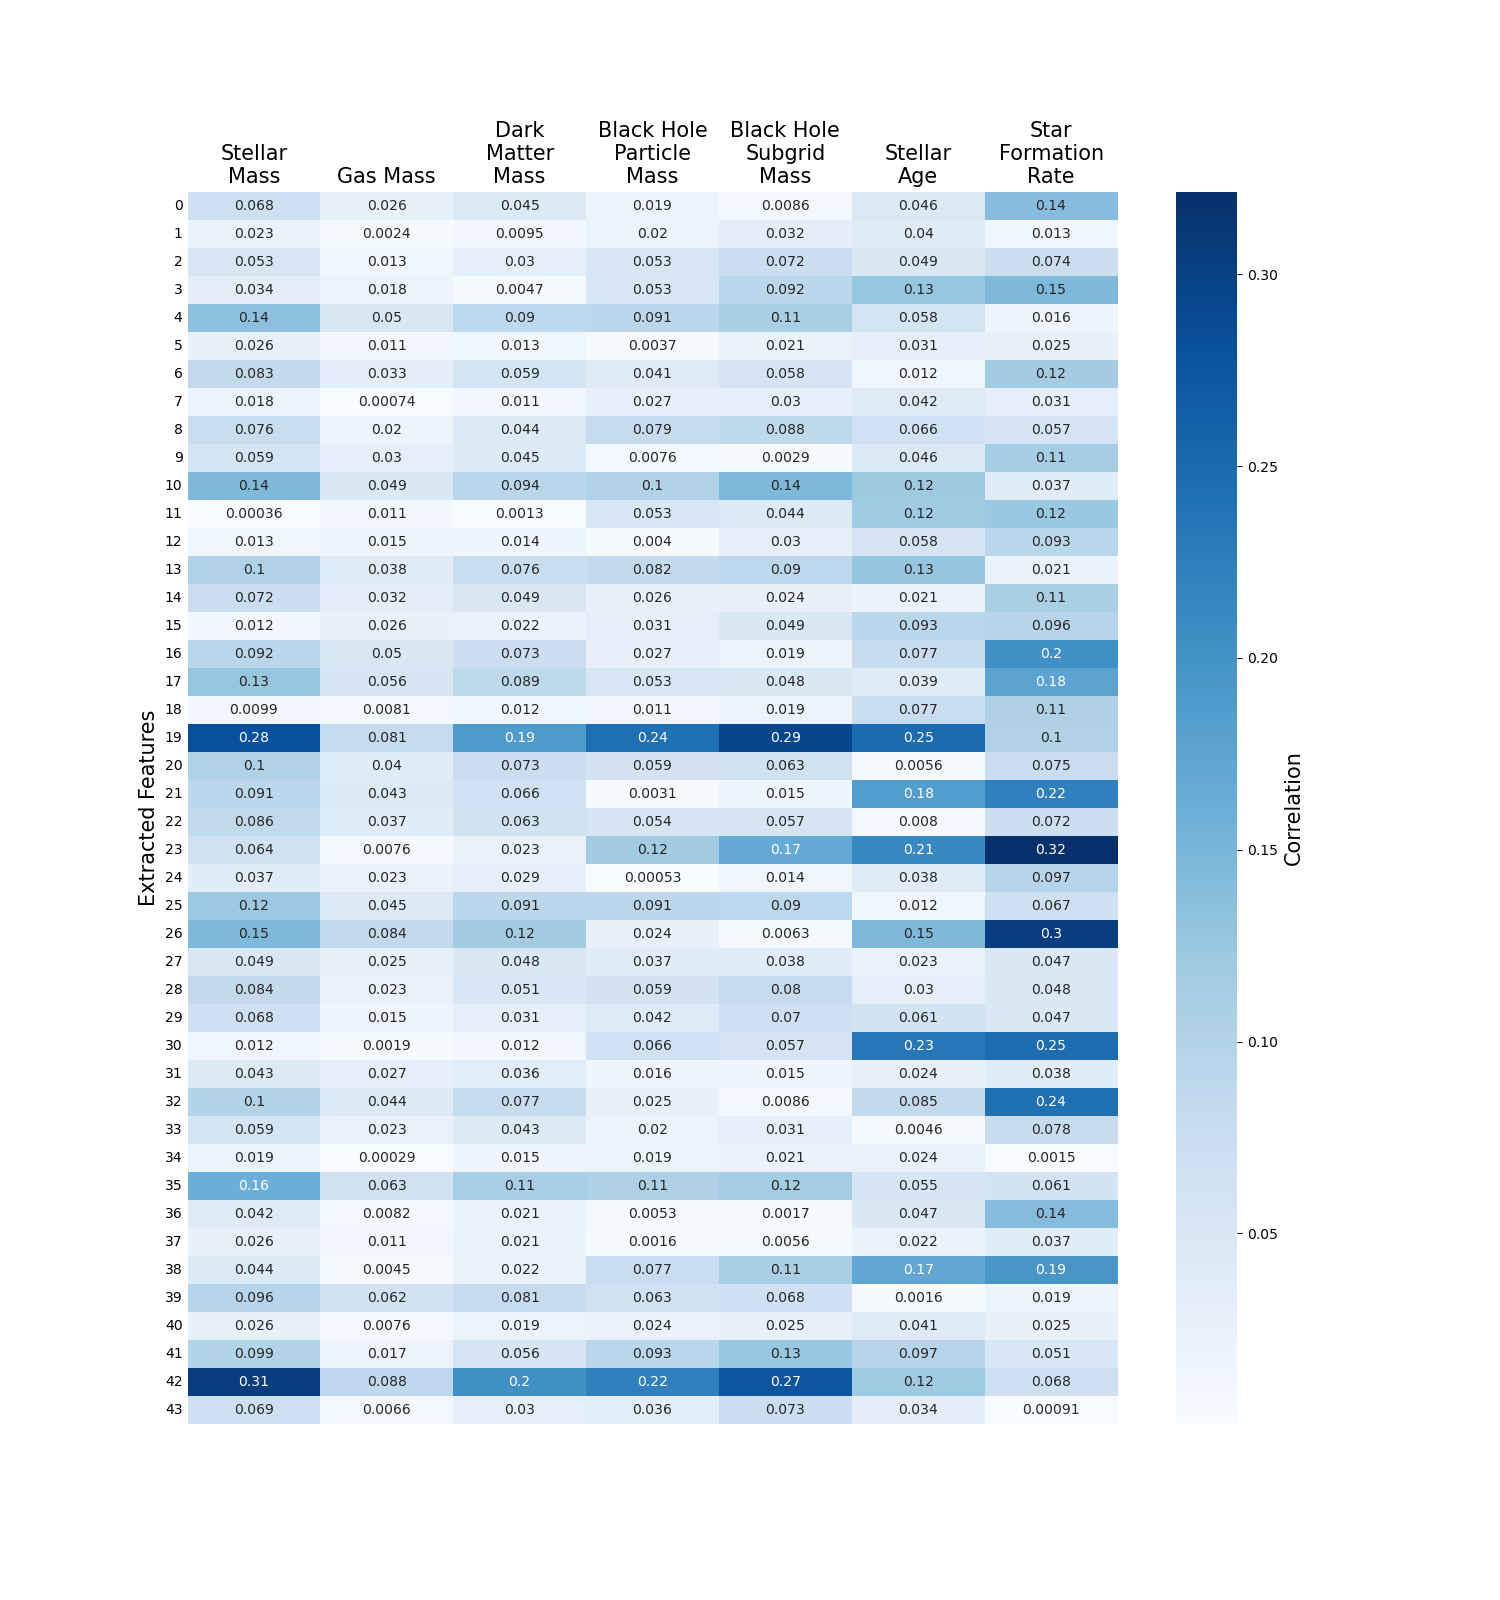 Stellar
Mass
Gas Mass
Dark
Matter
Mass
Black Hole
Particle
Mass
Black Hole
Subgrid
Mass
Stellar
Age
Star
Formation
Rate
0 0.068 0.026 0.045 0.019 0.0086 0.046 0.14
1 0.023 0.0024 0.0095 0.02 0.032 0.04 0.013
2 0.053 0.013 0.03 0.053 0.072 0.049 0.074
3 0.034 0.018 0.0047 0.053 0.092 0.13 0.15
4 0.14 0.05 0.09 0.091 0.11 0.058 0.016
5 0.026 0.011 0.013 0.0037 0.021 0.031 0.025
6 0.083 0.033 0.059 0.041 0.058 0.012 0.12
7 0.018 0.00074 0.011 0.027 0.03 0.042 0.031
8 0.076 0.02 0.044 0.079 0.088 0.066 0.057
9 0.059 0.03 0.045 0.0076 0.0029 0.046 0.11
10 0.14 0.049 0.094 0.1 0.14 0.12 0.037
11 0.00036 0.011 0.0013 0.053 0.044 0.12 0.12
12 0.013 0.015 0.014 0.004 0.03 0.058 0.093
13 0.1 0.038 0.076 0.082 0.09 0.13 0.021
14 0.072 0.032 0.049 0.026 0.024 0.021 0.11
15 0.012 0.026 0.022 0.031 0.049 0.093 0.096
16 0.092 0.05 0.073 0.027 0.019 0.077 0.2
17 0.13 0.056 0.089 0.053 0.048 0.039 0.18
18 0.0099 0.0081 0.012 0.011 0.019 0.077 0.11
19 0.28 0.081 0.19 0.24 0.29 0.25 0.1
20 0.1 0.04 0.073 0.059 0.063 0.0056 0.075
21 0.091 0.043 0.066 0.0031 0.015 0.18 0.22
22 0.086 0.037 0.063 0.054 0.057 0.008 0.072
23 0.064 0.0076 0.023 0.12 0.17 0.21 0.32
24 0.037 0.023 0.029 0.00053 0.014 0.038 0.097
25 0.12 0.045 0.091 0.091 0.09 0.012 0.067
26 0.15 0.084 0.12 0.024 0.0063 0.15 0.3
27 0.049 0.025 0.048 0.037 0.038 0.023 0.047
28 0.084 0.023 0.051 0.059 0.08 0.03 0.048
29 0.068 0.015 0.031 0.042 0.07 0.061 0.047
30 0.012 0.0019 0.012 0.066 0.057 0.23 0.25
31 0.043 0.027 0.036 0.016 0.015 0.024 0.038
32 0.1 0.044 0.077 0.025 0.0086 0.085 0.24
33 0.059 0.023 0.043 0.02 0.031 0.0046 0.078
34 0.019 0.00029 0.015 0.019 0.021 0.024 0.0015
35 0.16 0.063 0.11 0.11 0.12 0.055 0.061
36 0.042 0.0082 0.021 0.0053 0.0017 0.047 0.14
37 0.026 0.011 0.021 0.0016 0.0056 0.022 0.037
38 0.044 0.0045 0.022 0.077 0.11 0.17 0.19
39 0.096 0.062 0.081 0.063 0.068 0.0016 0.019
40 0.026 0.0076 0.019 0.024 0.025 0.041 0.025
41 0.099 0.017 0.056 0.093 0.13 0.097 0.051
42 0.31 0.088 0.2 0.22 0.27 0.12 0.068
43 0.069 0.0066 0.03 0.036 0.073 0.034 0.00091
Extracted Features
0.30
0.25
0.20
0.15
0.10
0.05
Correlation